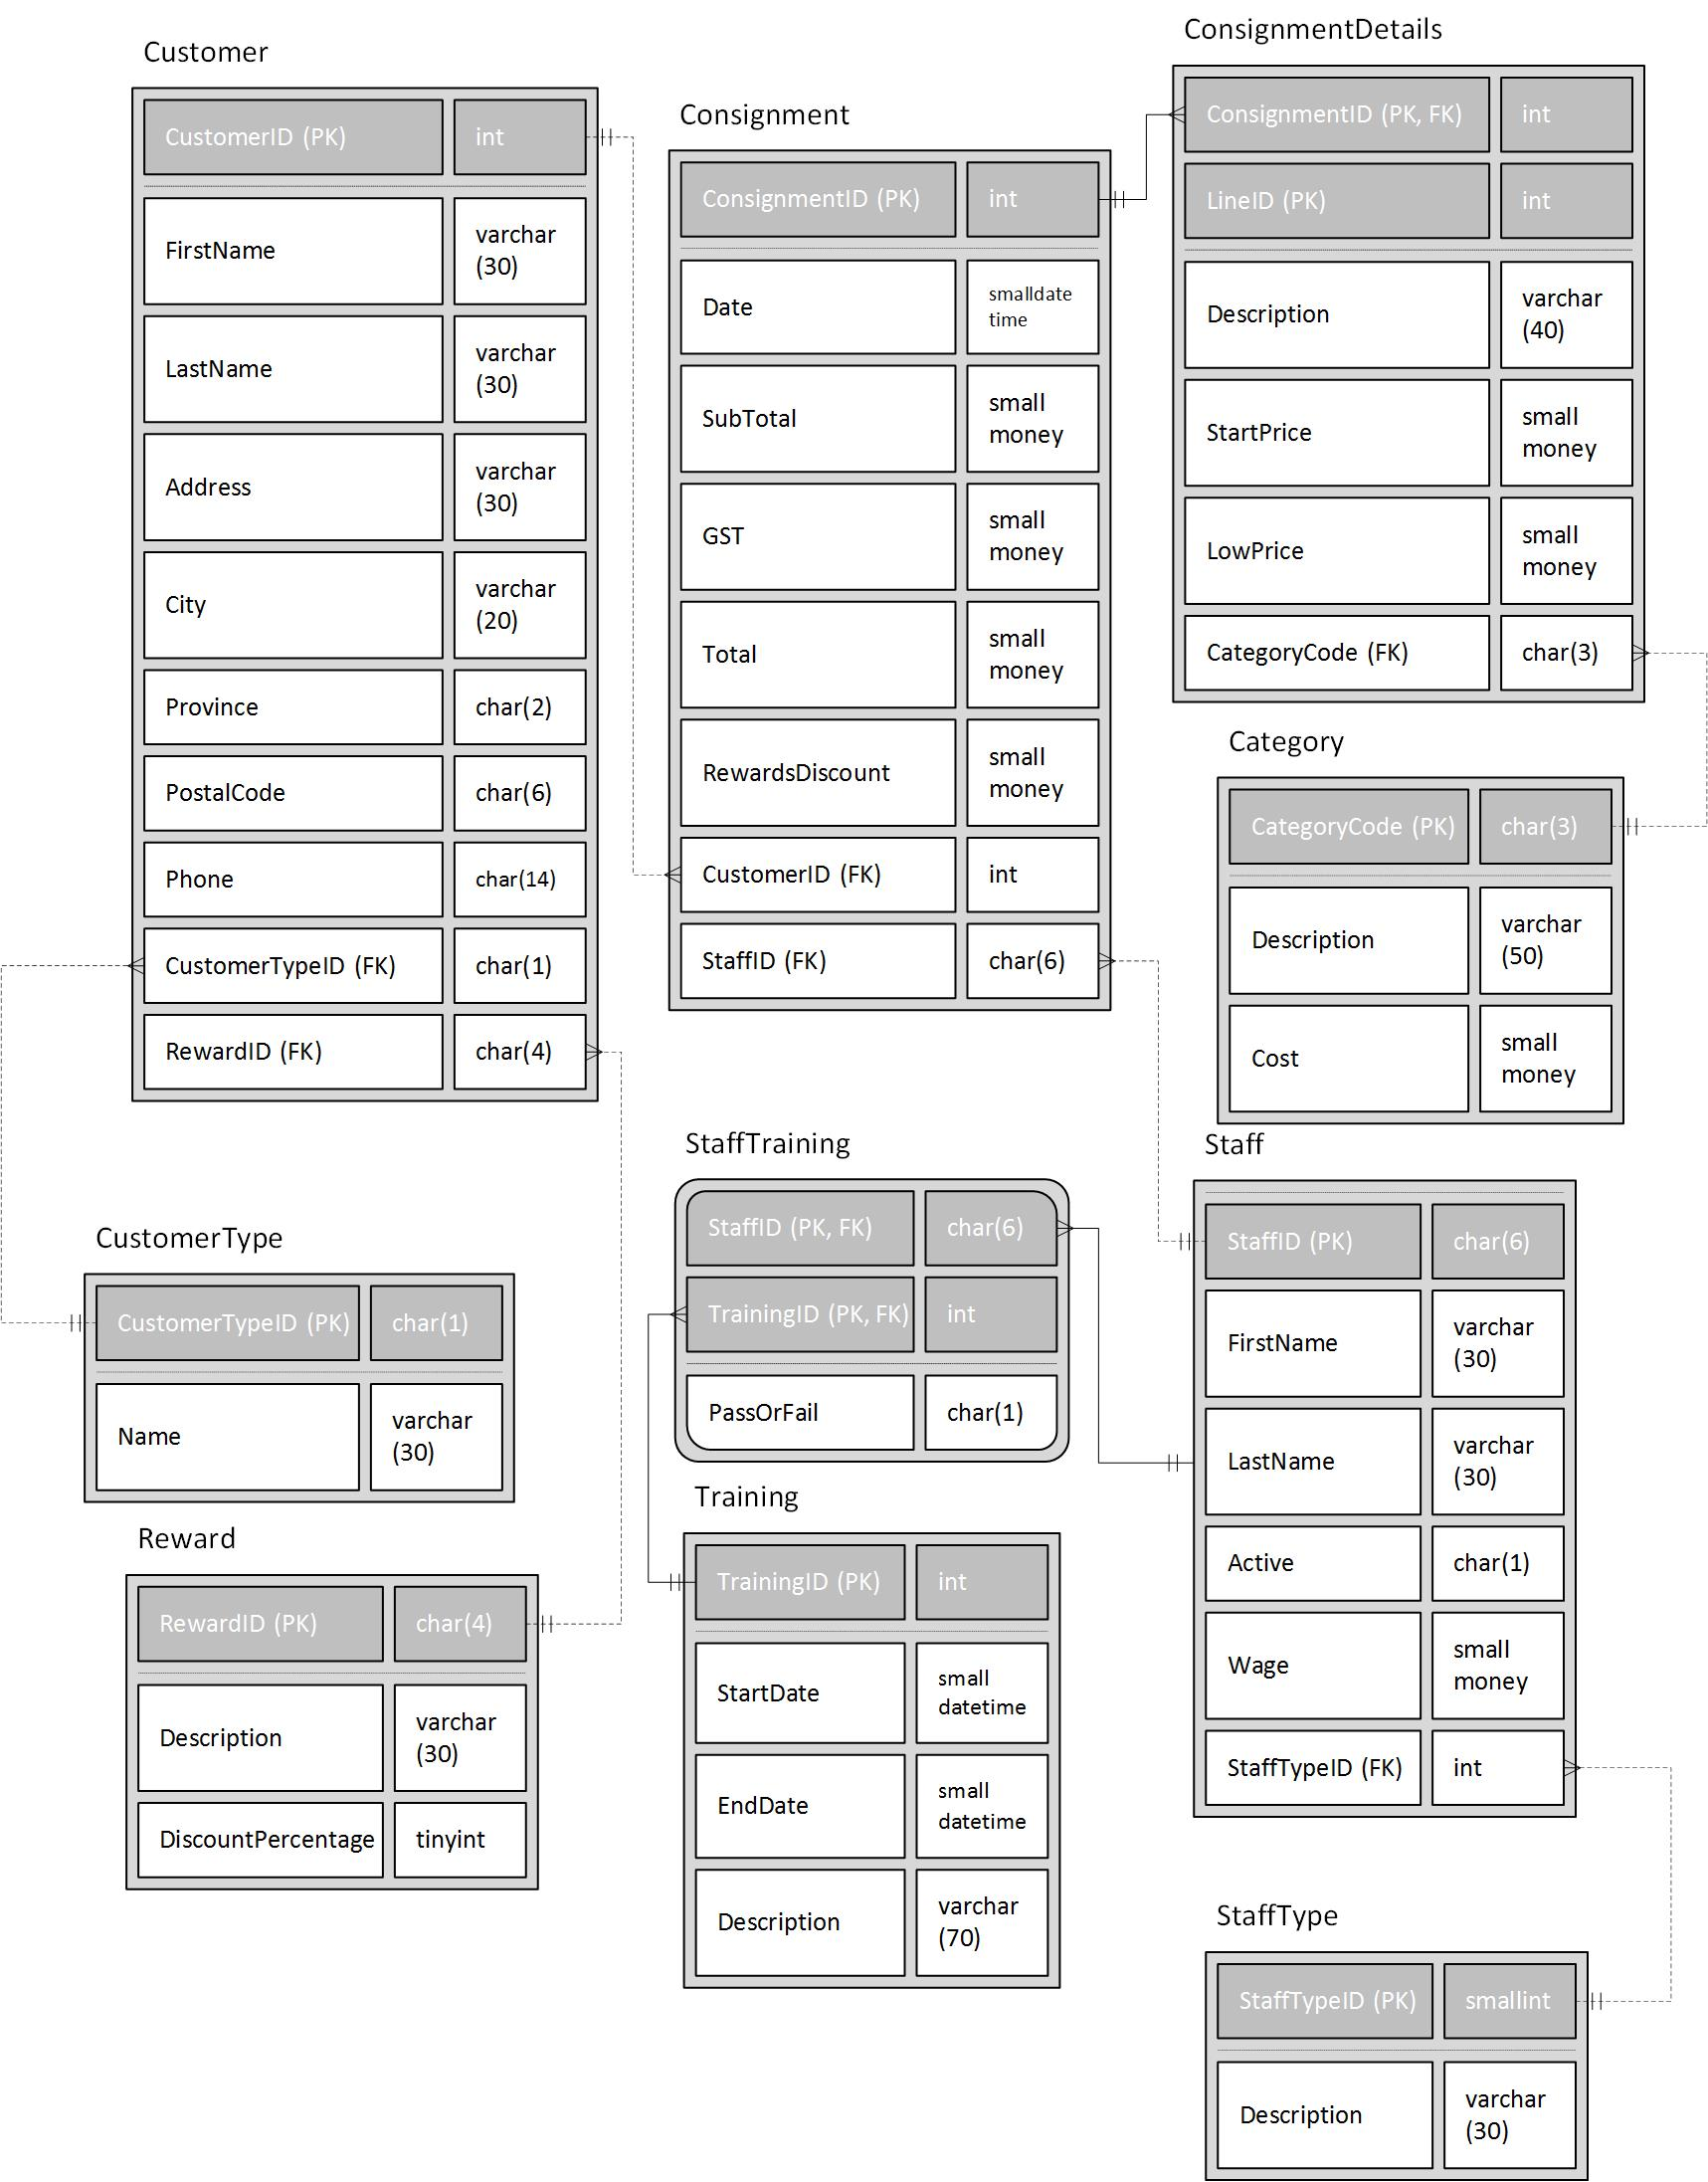 Customer
CustomerID (PK) int
FirstName varchar
(30)
LastName varchar
(30)
Address varchar
(30)
City varchar
(20)
Province char(2)
PostalCode char(6)
Phone char(14)
CustomerTypeID (FK) char(1)
RewardID (FK) char(4)
Consignment
ConsignmentID (PK) int
Date smalldate
time
SubTotal small
money
GST small
money
Total small
money
RewardsDiscount small
money
CustomerID (FK) int
StaffID (FK) char(6)
ConsignmentDetails
ConsignmentID (PK, FK) int
LineID (PK) int
Description varchar
(40)
StartPrice small
money
LowPrice small
money
CategoryCode (FK) char(3)
Category
CategoryCode (PK) char(3)
Description varchar
(50)
Cost small
money
CustomerType
CustomerTypeID (PK) char(1)
Name varchar
(30)
Reward
RewardID (PK) char(4)
Description varchar
(30)
DiscountPercentage tinyint
StaffTraining
StaffID (PK, FK) char(6)
TrainingID (PK, FK) int
PassOrFail char(1)
Training
TrainingID (PK) int
StartDate small
datetime
EndDate small
datetime
Description varchar
(70)
Staff
StaffID (PK) char(6)
FirstName varchar
(30)
LastName varchar
(30)
Active char(1)
Wage small
money
StaffTypeID (FK) int
StaffType
StaffTypeID (PK) smallint
Description varchar
(30)